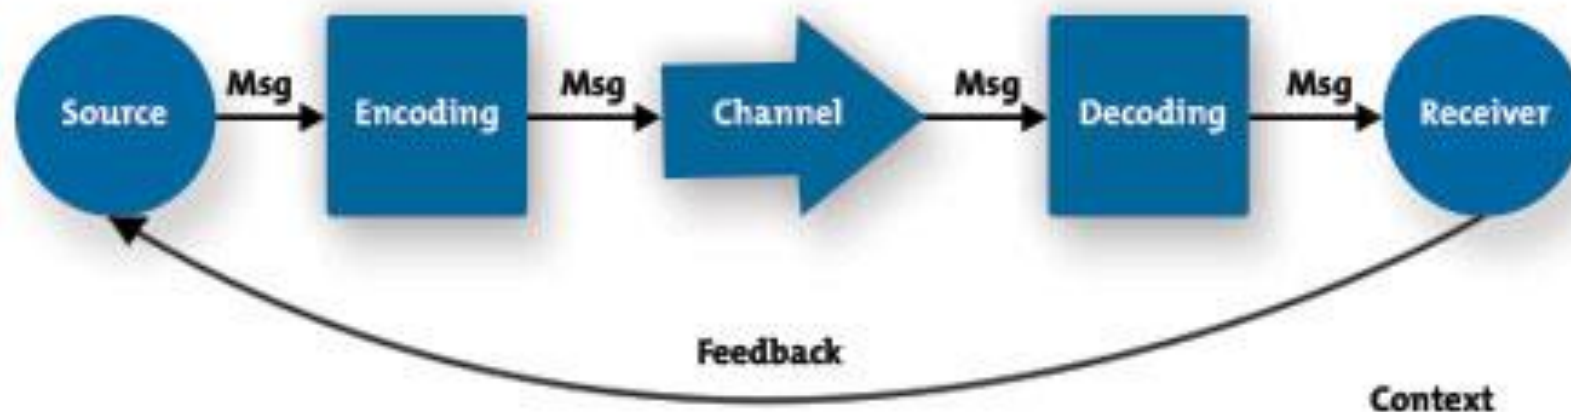 Msg Msg Msg Msg
Source Encoding Channel Decoding Receiver
Feedback
Context